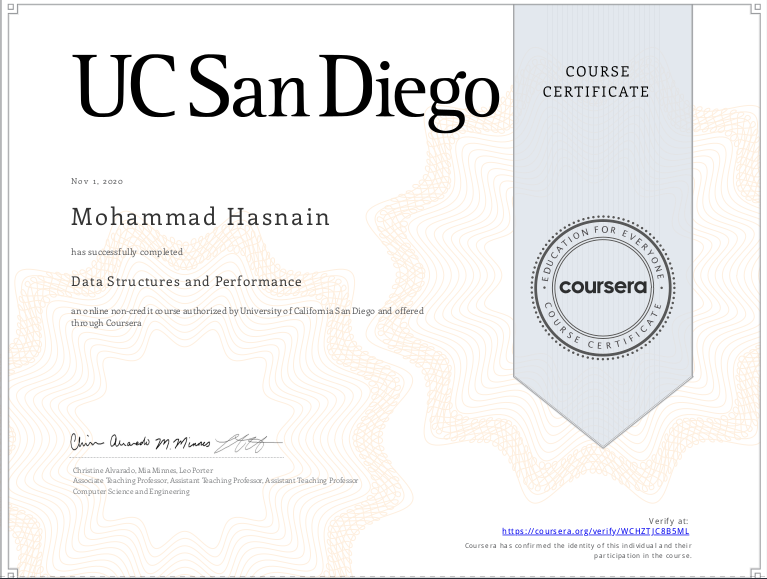 UC San Diego
COURSE
CERTIFICATE
Nov 1, 2020
Mohammad Hasnain
has successfully completed
Data Structures and Performance
an online non-credit course authorized by University of California San Diego and offered
through Coursera
EDUCATION FOR EVERYONE
coursera
COURSE CERTIFICATE
Christine Alvarado, Mia Minnes, Leo Porter
Associate Teaching Professor, Assistant Teaching Professor, Assistant Teaching Professor
Computer Science and Engineering
Verify at:
https://coursera.org/verify/WCHZTJC8B5ML
Coursera has confirmed the identity of this individual and their
participation in the course.